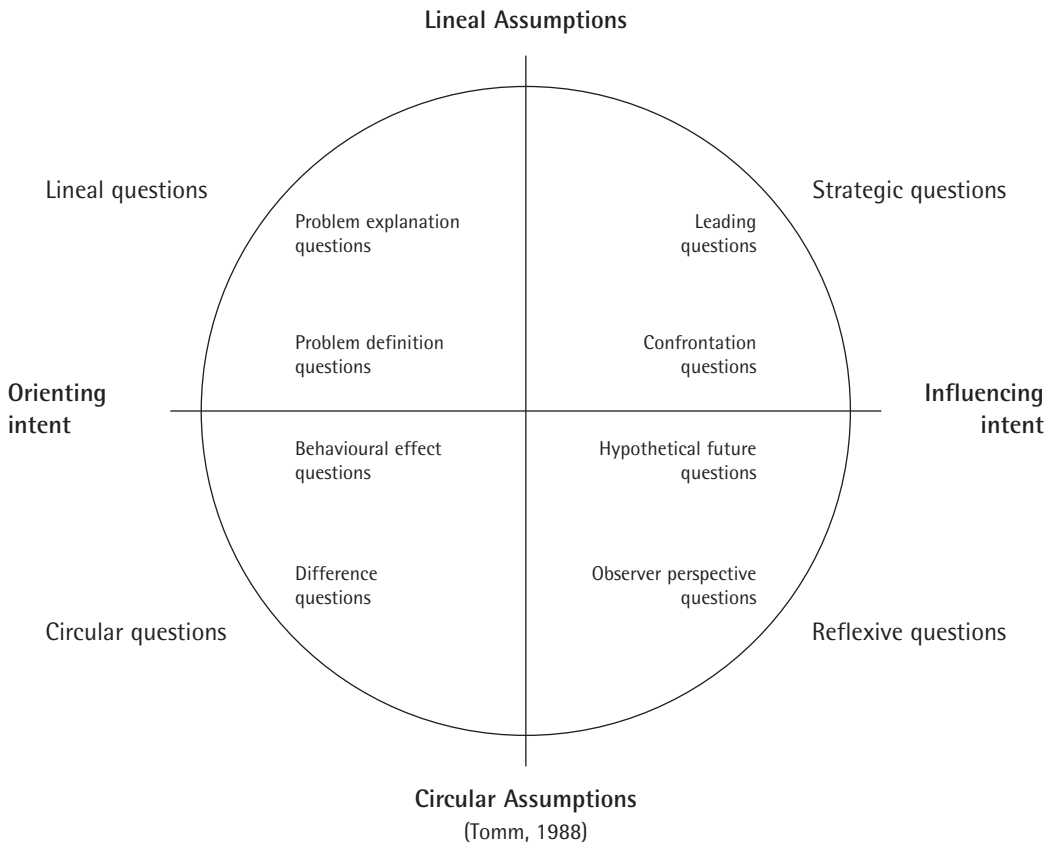 Lineal Assumptions
Lineal questions
Strategic questions
Problem explanation
questions
Leading
questions
Problem definition
questions
Confrontation
questions
Orienting
intent
Influencing
intent
Behavioural effect
questions
Hypothetical future
questions
Difference
questions
Observer perspective
questions
Circular questions
Reflexive questions
Circular Assumptions
(Tomm, 1988)